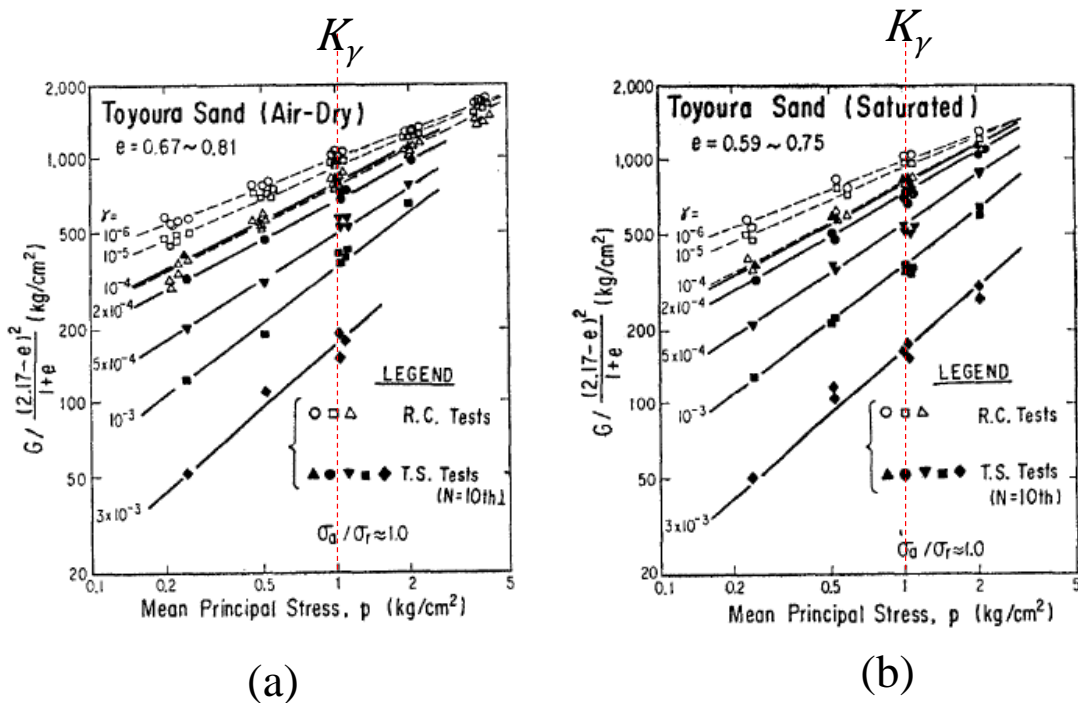 K_γ
2,000
Toyoura Sand (Air-Dry)
e = 0.67 ~ 0.81
1,000
500
200
100
50
20
G / (2.17-e)² / 1+e (kg/cm²)
γ=
10⁻⁶
10⁻⁵
10⁻⁴
2x10⁻⁴
5x10⁻⁴
10⁻³
3x10⁻³
LEGEND
R.C. Tests
T.S. Tests
(N=10th)
σa/σr≈1.0
0.1 0.2 0.5 1 2 5
Mean Principal Stress, p (kg/cm²)
(a)
K_γ
2,000
Toyoura Sand (Saturated)
e = 0.59 ~ 0.75
1,000
500
200
100
50
20
G / (2.17-e)² / 1+e (kg/cm²)
γ=
10⁻⁶
10⁻⁵
10⁻⁴
2x10⁻⁴
5x10⁻⁴
10⁻³
3x10⁻³
LEGEND
R.C. Tests
T.S. Tests
(N=10th)
σa/σr≈1.0
0.1 0.2 0.5 1 2 5
Mean Principal Stress, p (kg/cm²)
(b)